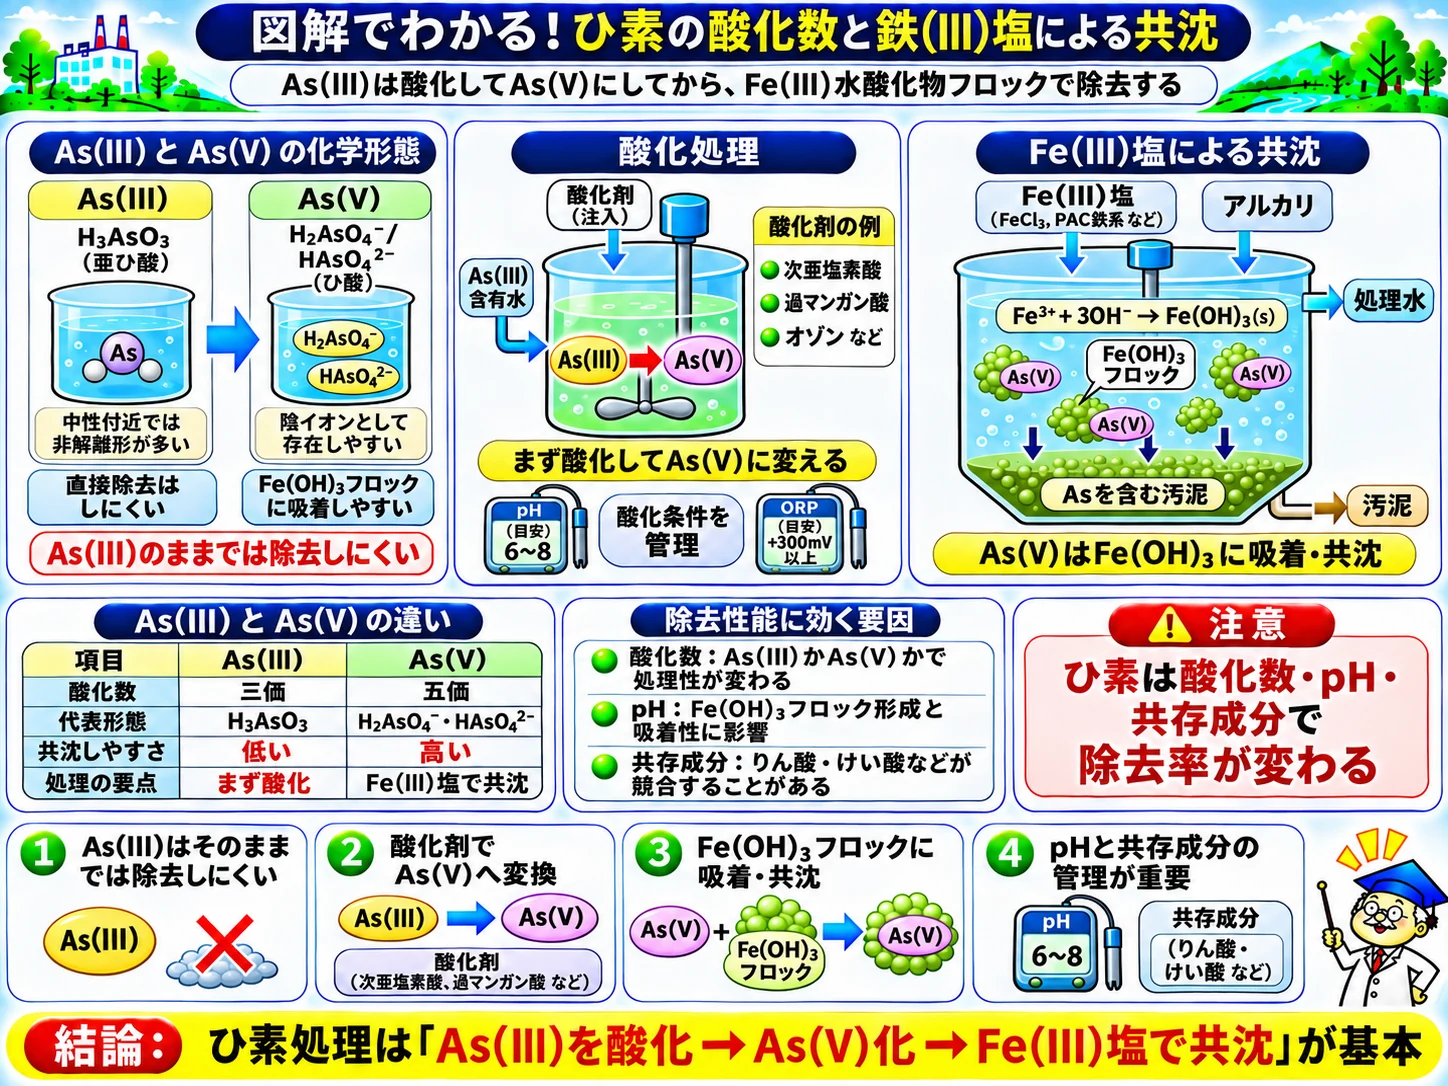 図解でわかる！ひ素の酸化数と鉄(Ⅲ)塩による共沈
As(Ⅲ)は酸化してAs(Ⅴ)にしてから、Fe(Ⅲ)水酸化物フロックで除去する
As(Ⅲ)とAs(Ⅴ)の化学形態
As(Ⅲ)
H₃AsO₃
（亜ひ酸）
As
中性付近では
非解離形が多い
直接除去は
しにくい
As(Ⅴ)
H₂AsO₄⁻/
HAsO₄²⁻
（ひ酸）
H₂AsO₄⁻
HAsO₄²⁻
陰イオンとして
存在しやすい
Fe(OH)₃フロック
に吸着しやすい
As(Ⅲ)のままでは除去しにくい
酸化処理
酸化剤
（注入）
As(Ⅲ)
含有水
As(Ⅲ)
As(Ⅴ)
酸化剤の例
次亜塩素酸
過マンガン酸
オゾン など
まず酸化してAs(Ⅴ)に変える
pH
（目安）
6～8
酸化条件を
管理
ORP
（目安）
+300mV
以上
Fe(Ⅲ)塩による共沈
Fe(Ⅲ)塩
（FeCl₃, PAC鉄系 など）
アルカリ
Fe³⁺ + 3OH⁻ → Fe(OH)₃(s)
処理水
Fe(OH)₃
フロック
As(Ⅴ)
As(Ⅴ)
As(Ⅴ)
Asを含む汚泥
汚泥
As(Ⅴ)はFe(OH)₃に吸着・共沈
As(Ⅲ)とAs(Ⅴ)の違い
項目 As(Ⅲ) As(Ⅴ)
酸化数 三価 五価
代表形態 H₃AsO₃ H₂AsO₄⁻・HAsO₄²⁻
共沈しやすさ 低い 高い
処理の要点 まず酸化 Fe(Ⅲ)塩で共沈
除去性能に効く要因
酸化数：As(Ⅲ)かAs(Ⅴ)かで
処理性が変わる
pH：Fe(OH)₃フロック形成と
吸着性に影響
共存成分：りん酸・けい酸などが
競合することがある
注意
ひ素は酸化数・pH・
共存成分で
除去率が変わる
1 As(Ⅲ)はそのまま
では除去しにくい
As(Ⅲ)
2 酸化剤で
As(Ⅴ)へ変換
As(Ⅲ) As(Ⅴ)
酸化剤
（次亜塩素酸、過マンガン酸 など）
3 Fe(OH)₃フロックに
吸着・共沈
As(Ⅴ) + Fe(OH)₃
フロック
As(Ⅴ)
4 pHと共存成分の
管理が重要
pH
6～8
共存成分
（りん酸・
けい酸 など）
結論： ひ素処理は「As(Ⅲ)を酸化→As(Ⅴ)化→Fe(Ⅲ)塩で共沈」が基本